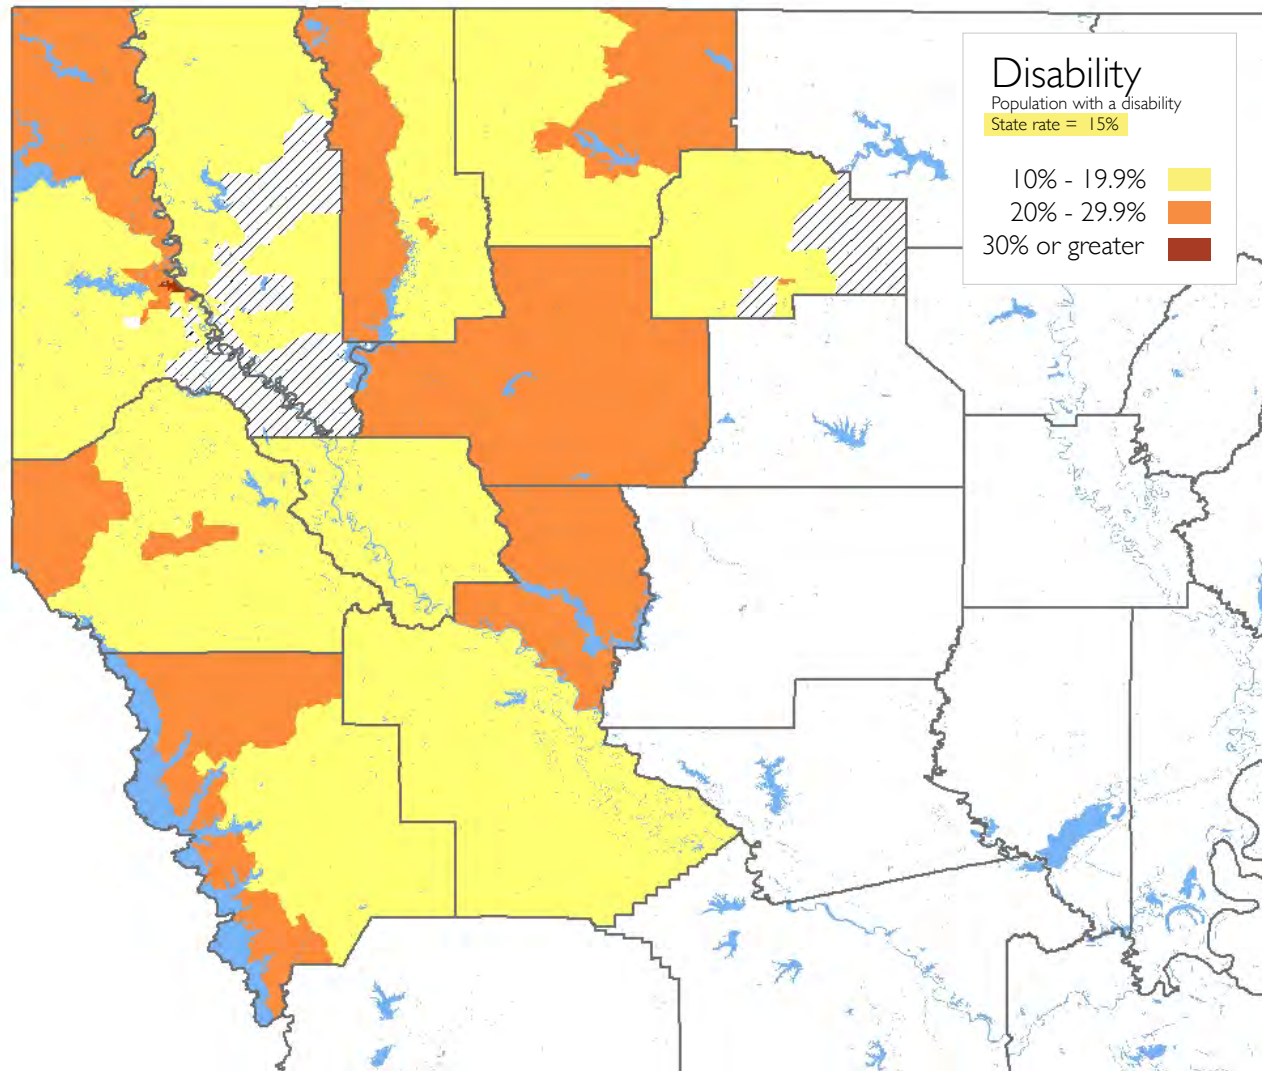 Disability
Population with a disability
State rate = 15%
10% - 19.9%
20% - 29.9%
30% or greater